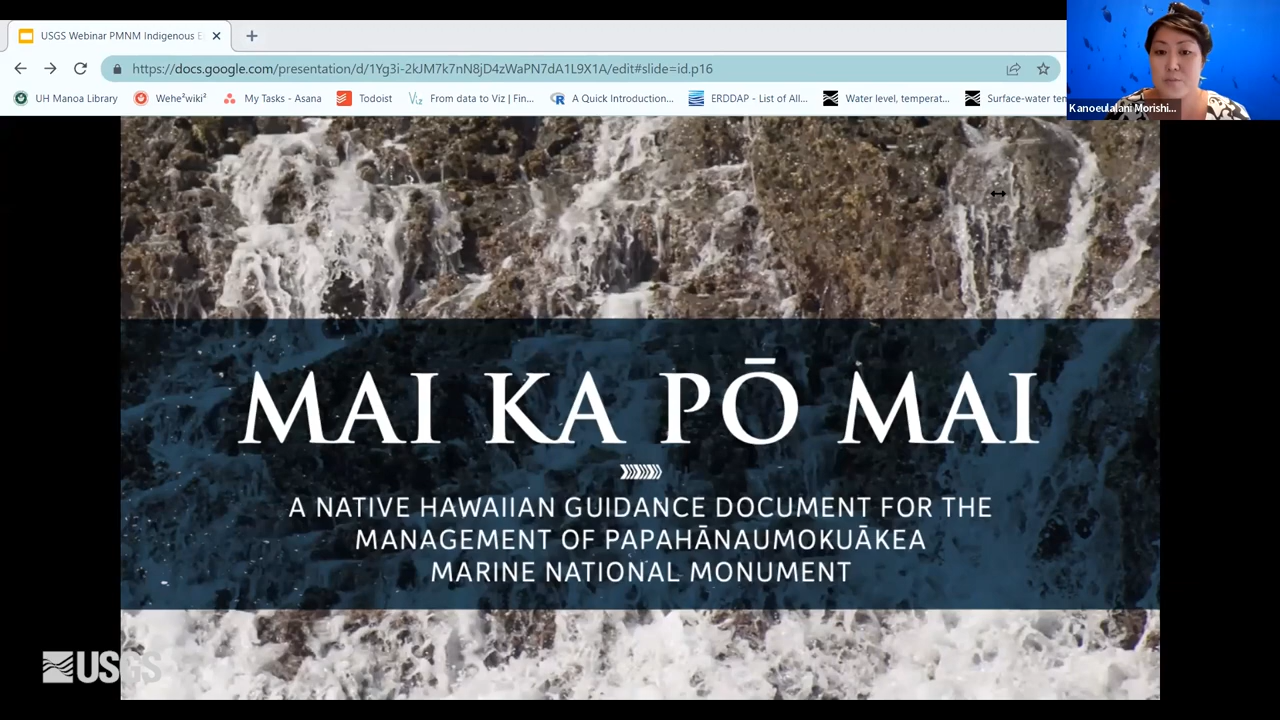 USGS Webinar PMNM Indigenous E
https://docs.google.com/presentation/d/1Yg3i-2kJM7k7nN8jD4zWaPN7dA1L9X1A/edit#slide=id.p16
UH Manoa Library
Wehe²wiki²
My Tasks - Asana
Todoist
From data to Viz | Fin...
A Quick Introduction...
ERDDAP - List of All...
Water level, temperat...
Surface-water ten
Kanoeulalani Morishi...
MAI KA PŌ MAI
A NATIVE HAWAIIAN GUIDANCE DOCUMENT FOR THE
MANAGEMENT OF PAPAHĀNAUMOKUĀKEA
MARINE NATIONAL MONUMENT
USGS